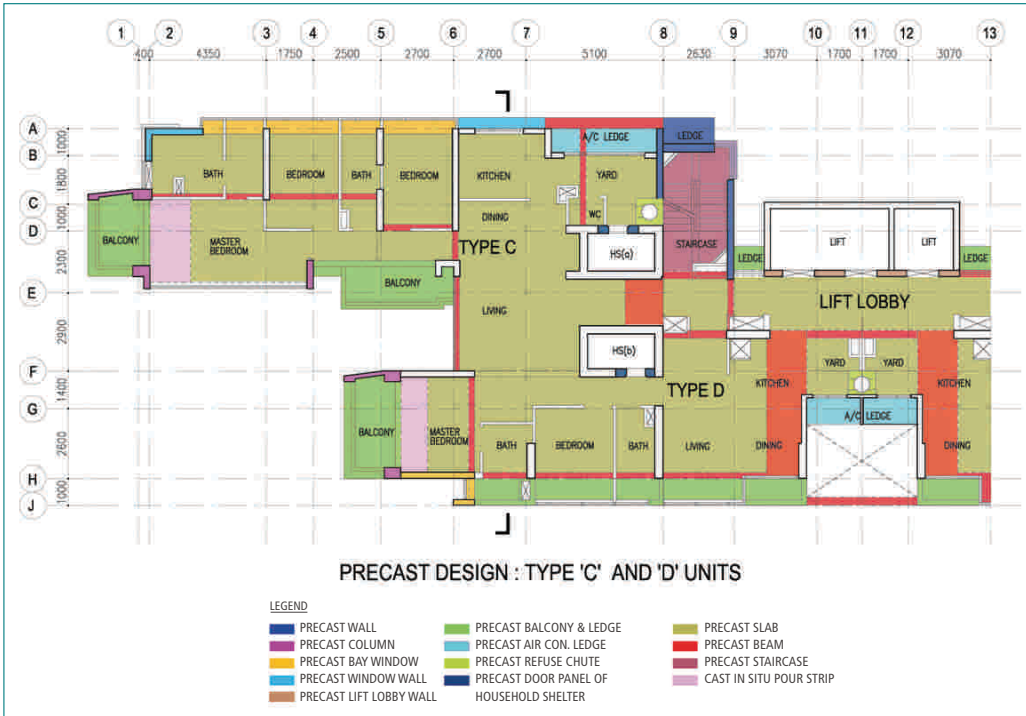 1 2 3 4 5 6 7 8 9 10 11 12 13
400 4350 1750 2500 2700 2700 5100 2630 3070 1700 1700 3070
A
1000
B
1800
C
1000
D
2300
E
2900
F
1400
G
2600
H
1000
J
A/C LEDGE
LEDGE
BATH
BEDROOM
BATH
BEDROOM
KITCHEN
YARD
DINING
WC
BALCONY
MASTER
BEDROOM
TYPE C
HS(a)
STAIRCASE
LIFT
LIFT
LEDGE
LEDGE
BALCONY
LIVING
LIFT LOBBY
HS(b)
TYPE D
YARD
YARD
KITCHEN
KITCHEN
BALCONY
MASTER
BEDROOM
BATH
BEDROOM
BATH
LIVING
DINING
A/C LEDGE
DINING
PRECAST DESIGN : TYPE 'C' AND 'D' UNITS
LEGEND
PRECAST WALL
PRECAST COLUMN
PRECAST BAY WINDOW
PRECAST WINDOW WALL
PRECAST LIFT LOBBY WALL
PRECAST BALCONY & LEDGE
PRECAST AIR CON. LEDGE
PRECAST REFUSE CHUTE
PRECAST DOOR PANEL OF
HOUSEHOLD SHELTER
PRECAST SLAB
PRECAST BEAM
PRECAST STAIRCASE
CAST IN SITU POUR STRIP